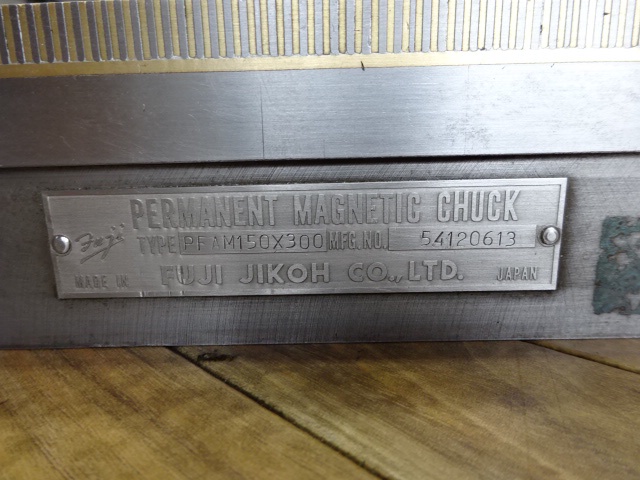 PERMANENT MAGNETIC CHUCK
Fuji TYPE PFAM150X300 MFG.NO. 54120613
MADE IN FUJI JIKOH CO.,LTD. JAPAN